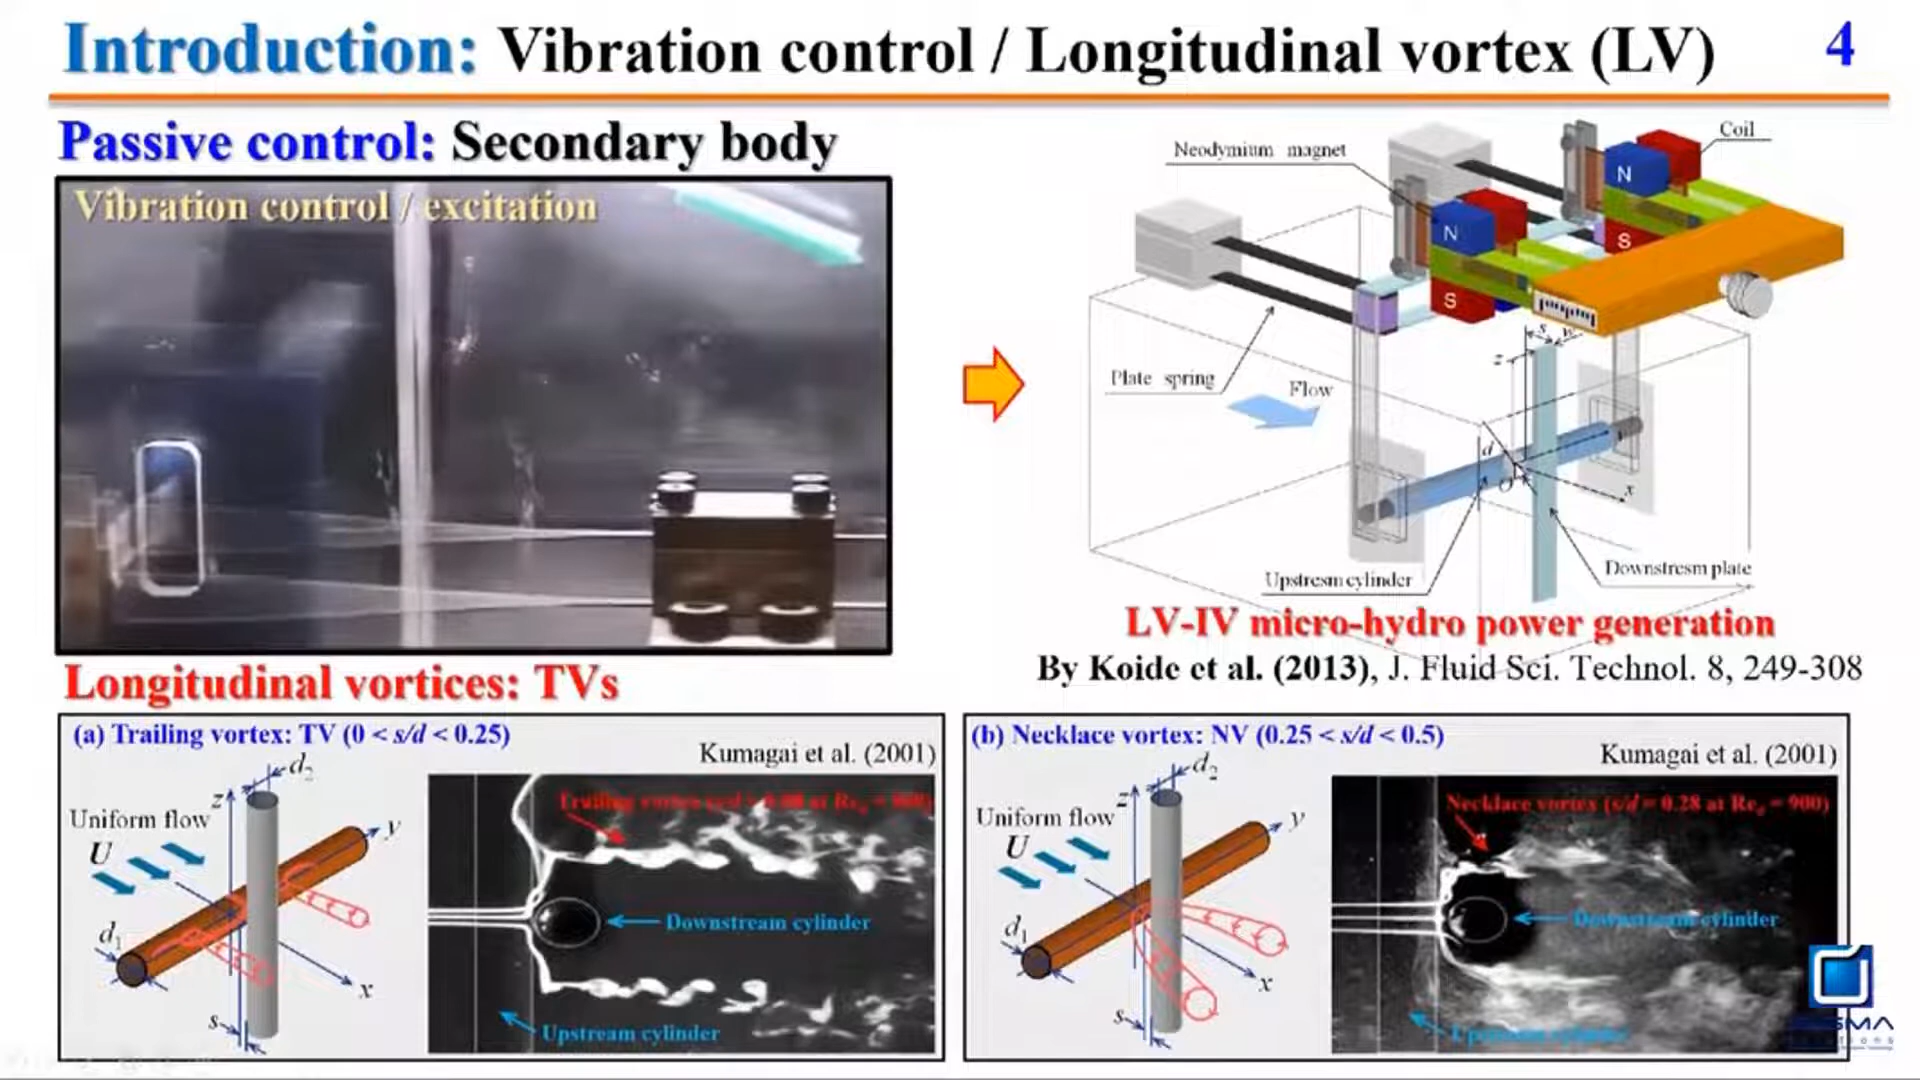 Introduction: Vibration control / Longitudinal vortex (LV) 4
Passive control: Secondary body
Vibration control / excitation
Coil
Neodymium magnet
N
N
S
S
Plate spring
Flow
s w
z
d
O
x
Upstresm cylinder
Downstresm plate
LV-IV micro-hydro power generation
By Koide et al. (2013), J. Fluid Sci. Technol. 8, 249-308
Longitudinal vortices: TVs
(a) Trailing vortex: TV (0 < s/d < 0.25)
Kumagai et al. (2001)
d2
z
Uniform flow
U
y
d1
x
s
Trailing vortex
Downstream cylinder
Upstream cylinder
(b) Necklace vortex: NV (0.25 < s/d < 0.5)
Kumagai et al. (2001)
d2
z
Uniform flow
U
y
d1
x
s
Necklace vortex (s/d = 0.28 at Red = 900)
Downstream cylinder
Upstream cylinder